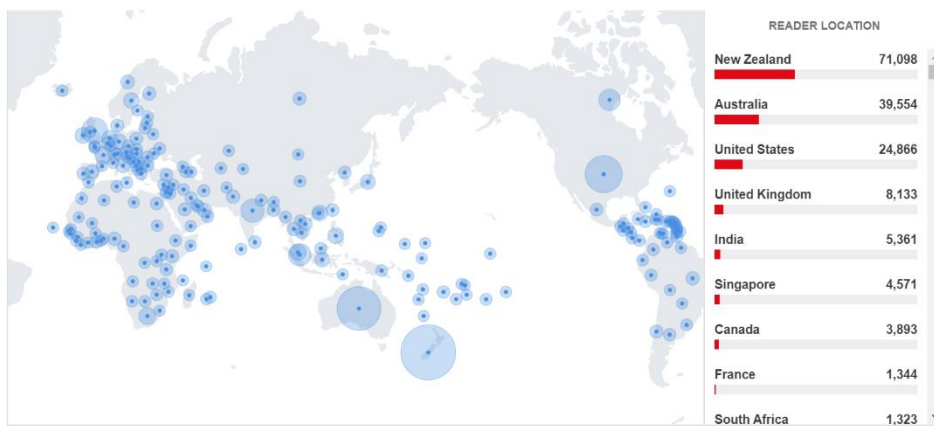 READER LOCATION
New Zealand 71,098
Australia 39,554
United States 24,866
United Kingdom 8,133
India 5,361
Singapore 4,571
Canada 3,893
France 1,344
South Africa 1,323